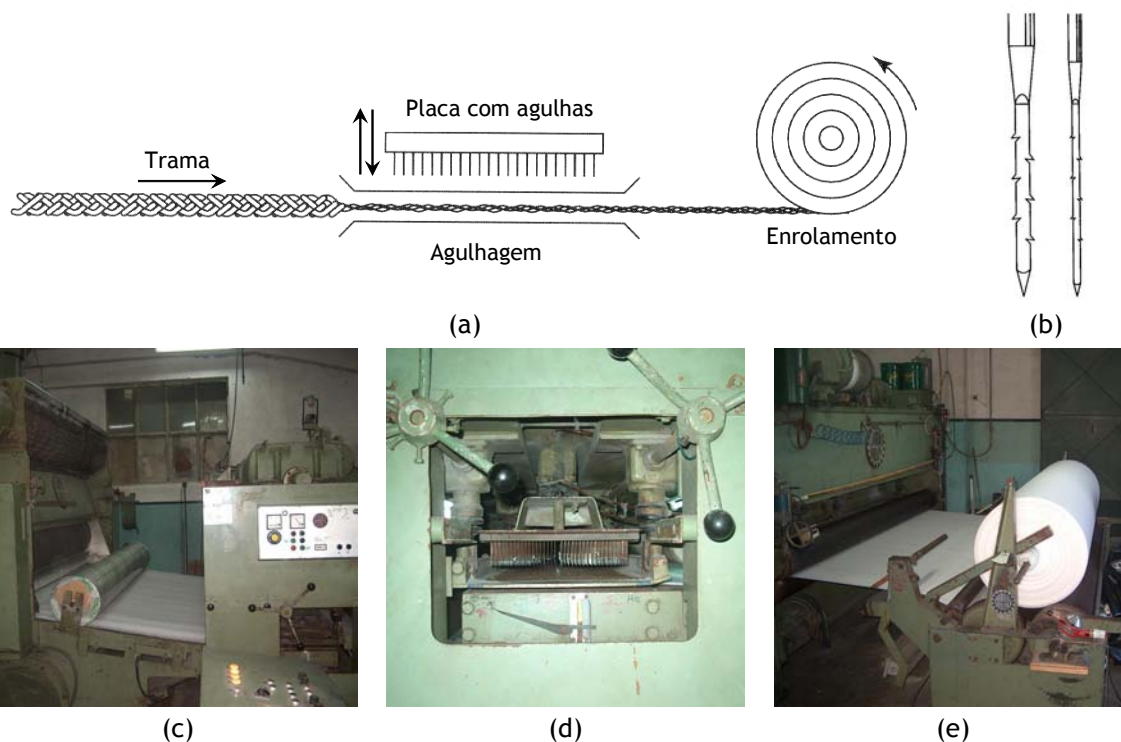 Placa com agulhas
Trama
Agulhagem
Enrolamento
(a)
(b)
(c)
(d)
(e)